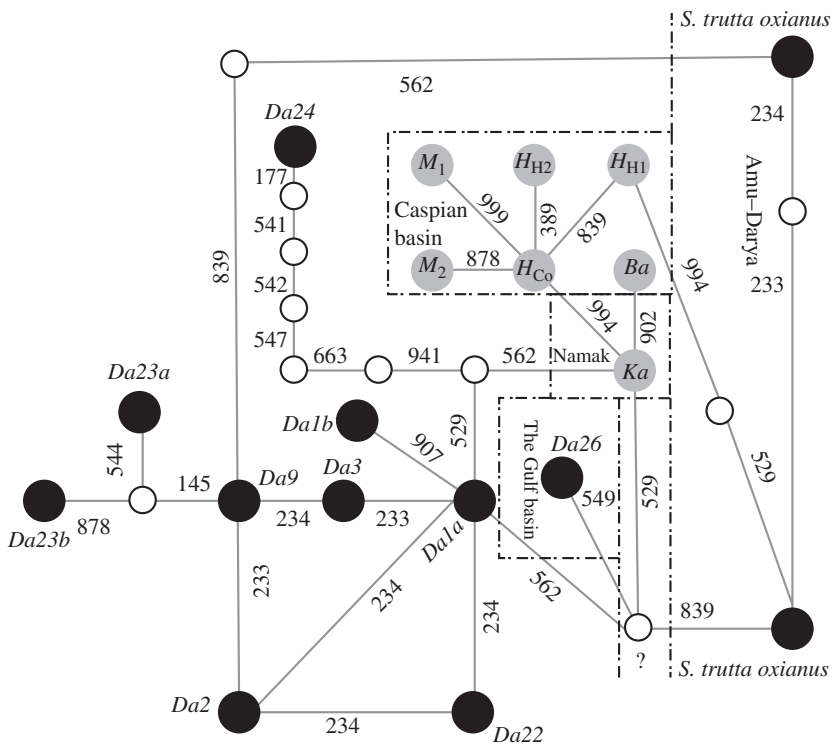 S. trutta oxianus
562
Da24
234
177
M1
HH2
HH1
Amu–Darya
541
Caspian
basin
999
389
839
839
542
M2
878
HCo
Ba
994
233
547
994
902
663
941
562
Namak
Ka
Da23a
Da1b
529
The Gulf basin
Da26
544
907
529
529
145
Da9
Da3
549
878
234
233
Da1a
Da23b
233
234
234
562
839
?
S. trutta oxianus
Da2
234
Da22